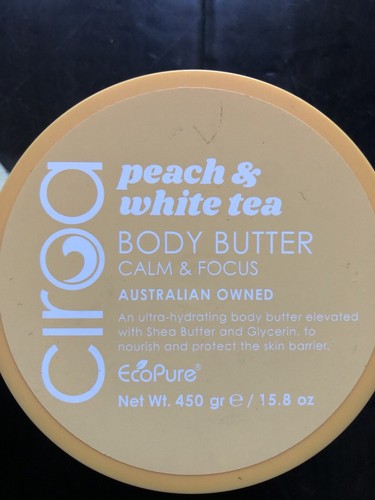 ciroa
peach &
white tea
BODY BUTTER
CALM & FOCUS
AUSTRALIAN OWNED
An ultra-hydrating body butter elevated
with Shea Butter and Glycerin, to
nourish and protect the skin barrier.
EcoPure®
Net Wt. 450 gr ℮ / 15.8 oz